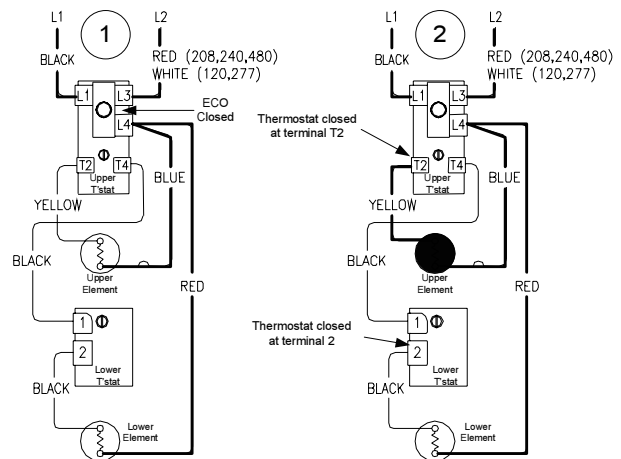 L1
1
L2
BLACK
RED (208,240,480)
WHITE (120,277)
L1
L3
ECO
Closed
L4
T2
T4
Upper
T'stat
BLUE
YELLOW
BLACK
Upper
Element
RED
1
2
Lower
T'stat
BLACK
Lower
Element
L1
2
L2
BLACK
RED (208,240,480)
WHITE (120,277)
L1
L3
L4
Thermostat closed
at terminal T2
T2
T4
Upper
T'stat
BLUE
YELLOW
BLACK
Upper
Element
RED
Thermostat closed
at terminal 2
1
2
Lower
T'stat
BLACK
Lower
Element